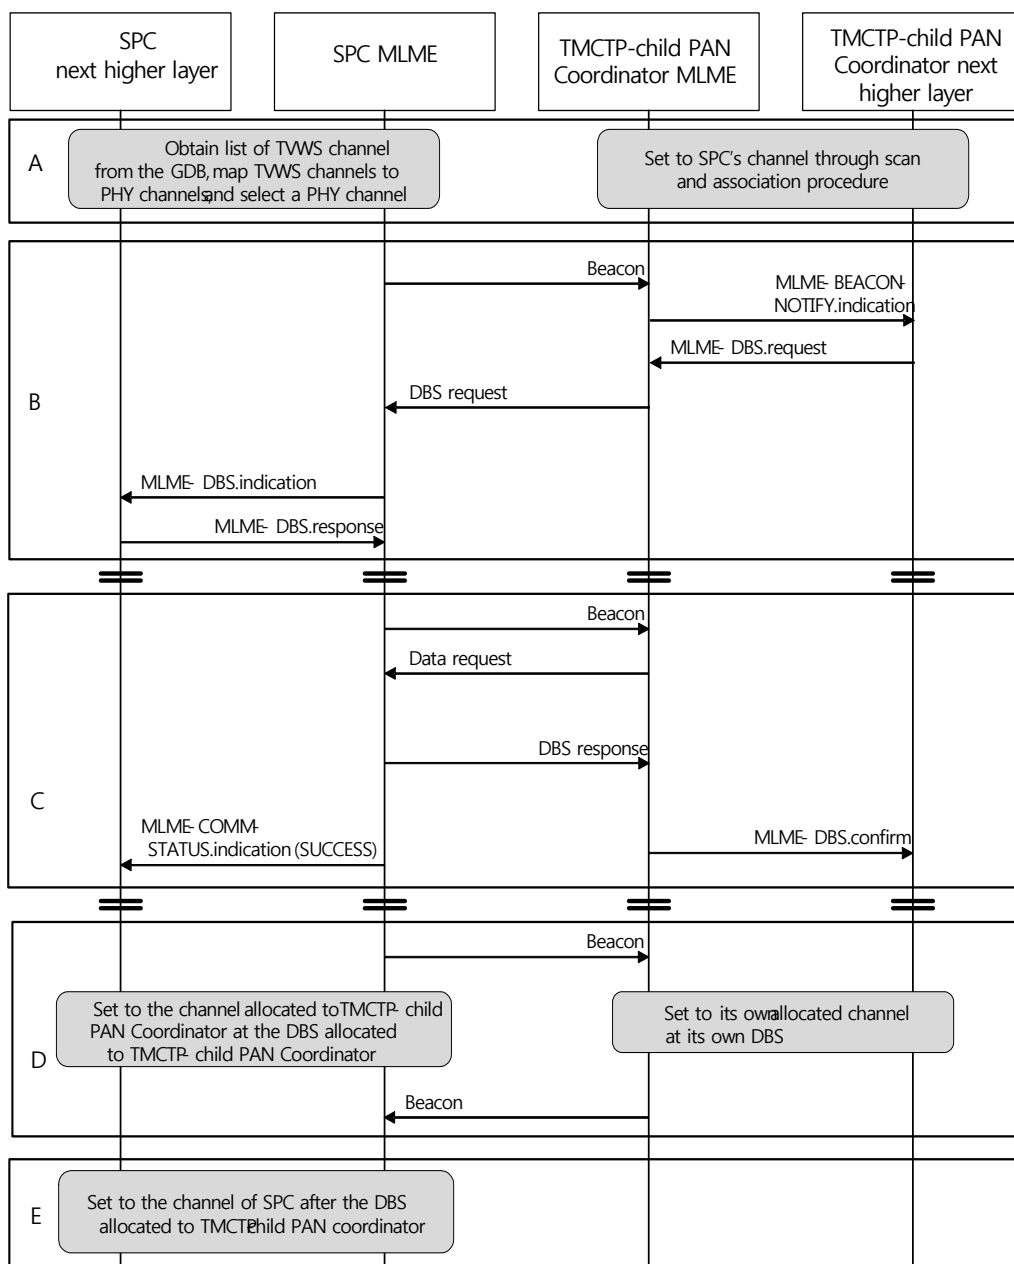 SPC
next higher layer
SPC MLME
TMCTP-child PAN
Coordinator MLME
TMCTP-child PAN
Coordinator next
higher layer
A
Obtain list of TVWS channel
from the GDB, map TVWS channels to
PHY channels, and select a PHY channel
Set to SPC's channel through scan
and association procedure
B
Beacon
MLME- BEACON-
NOTIFY.indication
MLME- DBS.request
DBS request
MLME- DBS.indication
MLME- DBS.response
C
Beacon
Data request
DBS response
MLME- COMM-
STATUS.indication (SUCCESS)
MLME- DBS.confirm
D
Beacon
Set to the channel allocated to TMCTP- child
PAN Coordinator at the DBS allocated
to TMCTP- child PAN Coordinator
Set to its own allocated channel
at its own DBS
Beacon
E
Set to the channel of SPC after the DBS
allocated to TMCTP-child PAN coordinator